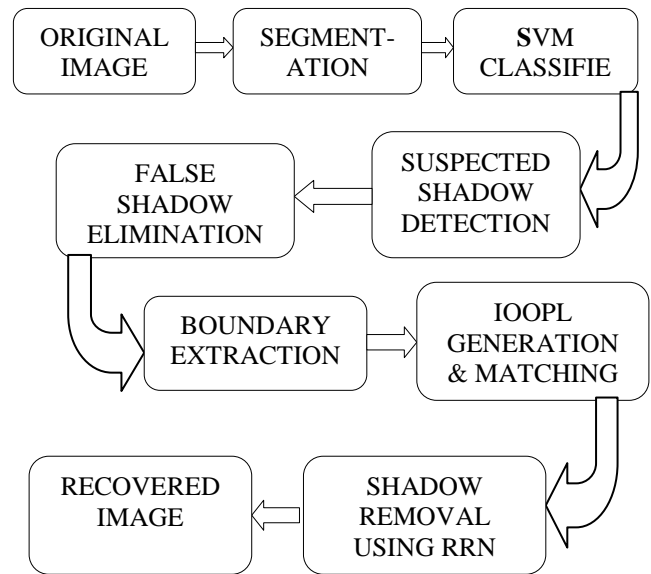 ORIGINAL
IMAGE
SEGMENT-
ATION
SVM
CLASSIFIE
SUSPECTED
SHADOW
DETECTION
FALSE
SHADOW
ELIMINATION
BOUNDARY
EXTRACTION
IOOPL
GENERATION
& MATCHING
SHADOW
REMOVAL
USING RRN
RECOVERED
IMAGE